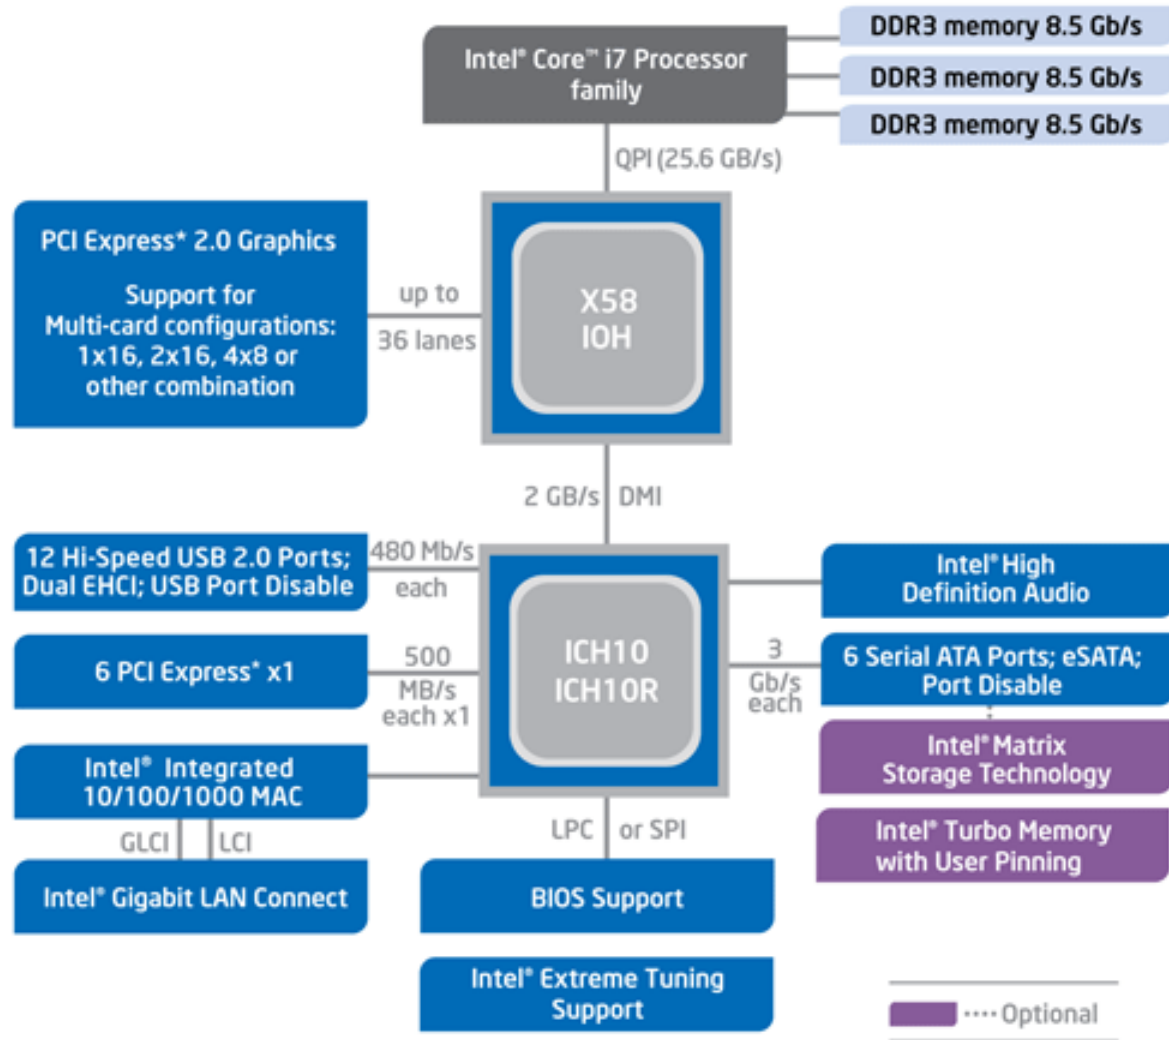 Intel® Core™ i7 Processor
family
DDR3 memory 8.5 Gb/s
DDR3 memory 8.5 Gb/s
DDR3 memory 8.5 Gb/s
QPI (25.6 GB/s)
PCI Express* 2.0 Graphics
Support for
Multi-card configurations:
1x16, 2x16, 4x8 or
other combination
up to
36 lanes
X58
IOH
2 GB/s DMI
12 Hi-Speed USB 2.0 Ports;
Dual EHCI; USB Port Disable
480 Mb/s
each
6 PCI Express* x1
500
MB/s
each x1
Intel® Integrated
10/100/1000 MAC
GLCI LCI
Intel® Gigabit LAN Connect
ICH10
ICH10R
Intel® High
Definition Audio
3
Gb/s
each
6 Serial ATA Ports; eSATA;
Port Disable
Intel® Matrix
Storage Technology
Intel® Turbo Memory
with User Pinning
LPC or SPI
BIOS Support
Intel® Extreme Tuning
Support
Optional